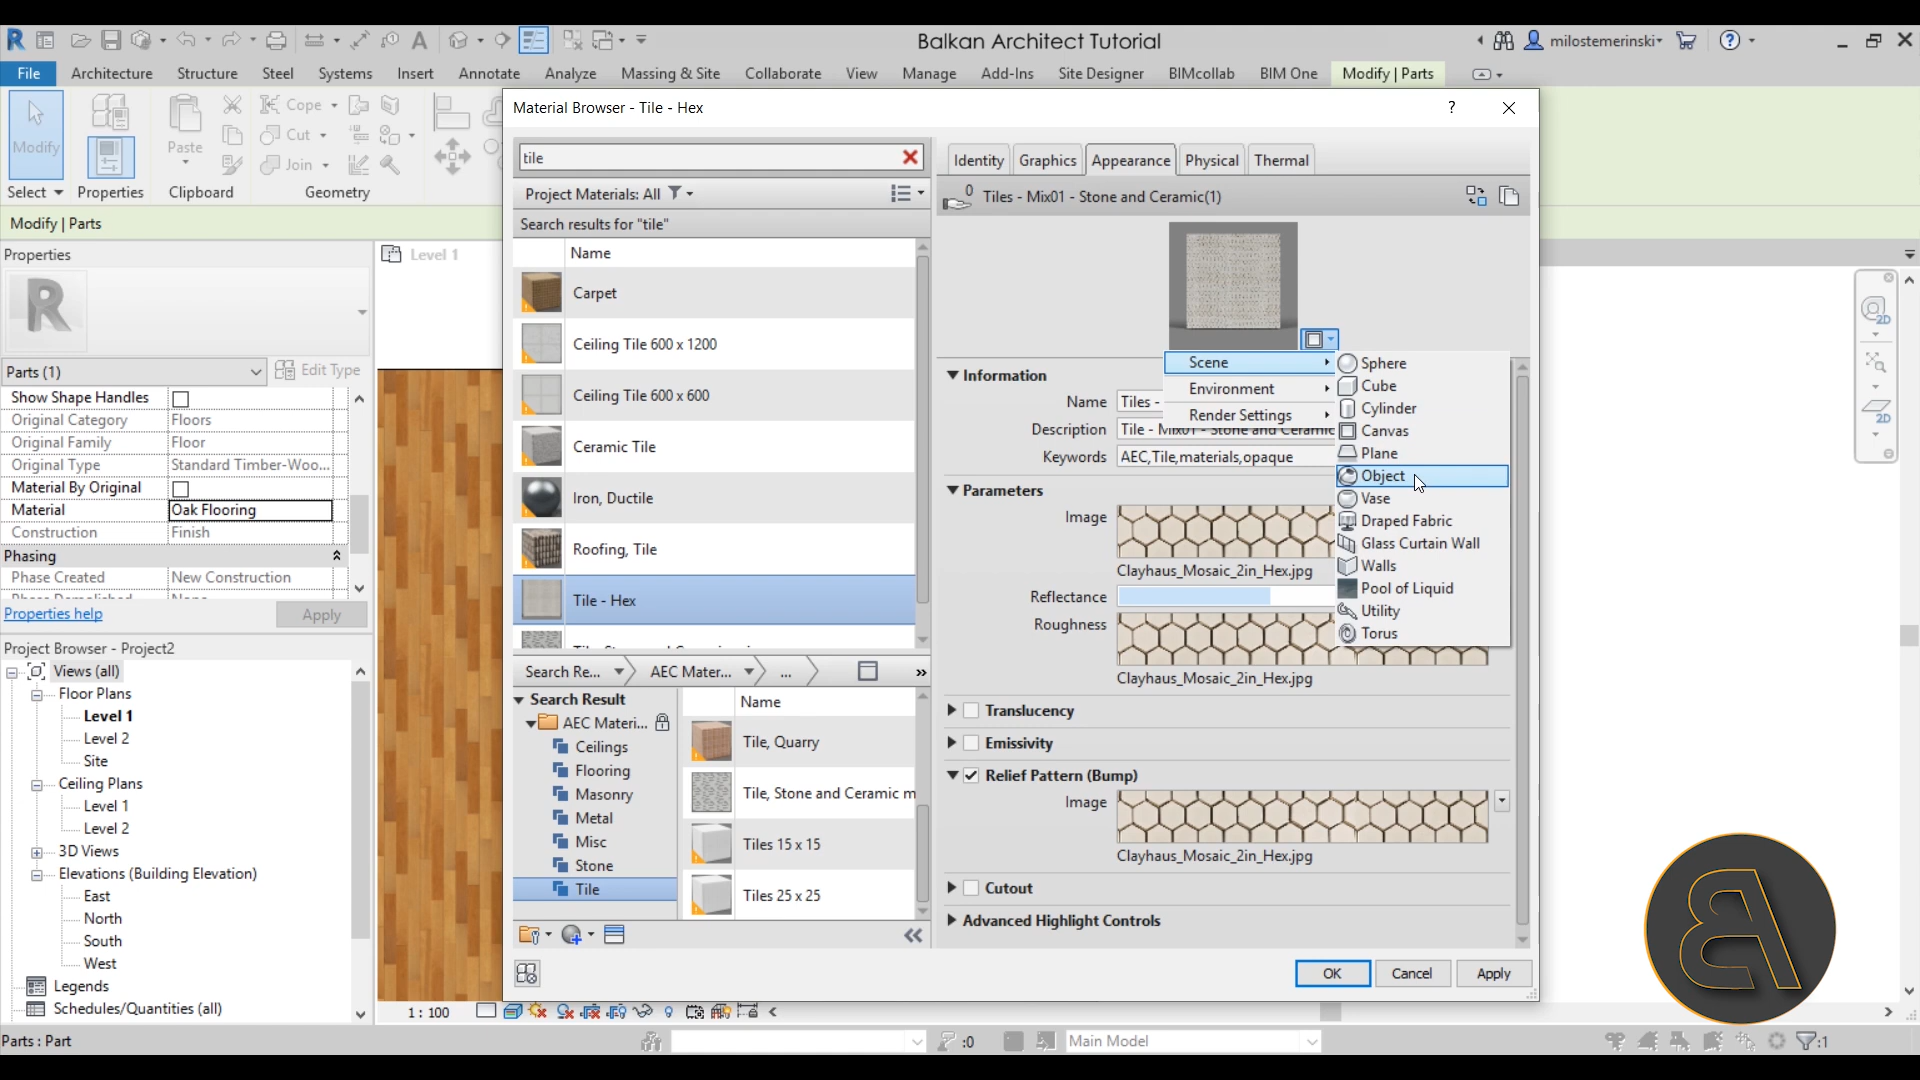 Balkan Architect Tutorial
milostemerinski
File
Architecture
Structure
Steel
Systems
Insert
Annotate
Analyze
Massing & Site
Collaborate
View
Manage
Add-Ins
Site Designer
BIMcollab
BIM One
Modify | Parts
Modify
Paste
Cope
Cut
Join
Select
Properties
Clipboard
Geometry
Modify | Parts
Properties
Parts (1)
Edit Type
Show Shape Handles
Original Category Floors
Original Family Floor
Original Type Standard Timber-Woo...
Material By Original
Material Oak Flooring
Construction Finish
Phasing
Phase Created New Construction
Properties help
Apply
Project Browser - Project2
Views (all)
Floor Plans
Level 1
Level 2
Site
Ceiling Plans
Level 1
Level 2
3D Views
Elevations (Building Elevation)
East
North
South
West
Legends
Schedules/Quantities (all)
Parts : Part
Level 1
Material Browser - Tile - Hex
?
tile
Project Materials: All
Search results for "tile"
Name
Carpet
Ceiling Tile 600 x 1200
Ceiling Tile 600 x 600
Ceramic Tile
Iron, Ductile
Roofing, Tile
Tile - Hex
Search Re...
AEC Mater...
...
»
Search Result
AEC Materi...
Ceilings
Flooring
Masonry
Metal
Misc
Stone
Tile
Name
Tile, Quarry
Tile, Stone and Ceramic m
Tiles 15 x 15
Tiles 25 x 25
Identity
Graphics
Appearance
Physical
Thermal
0
Tiles - Mix01 - Stone and Ceramic(1)
Information
Name Tiles -
Description Tile - Mix01 - Stone and Ceramic
Keywords AEC,Tile,materials,opaque
Parameters
Image
Clayhaus_Mosaic_2in_Hex.jpg
Reflectance
Roughness
Clayhaus_Mosaic_2in_Hex.jpg
Translucency
Emissivity
Relief Pattern (Bump)
Image
Clayhaus_Mosaic_2in_Hex.jpg
Cutout
Advanced Highlight Controls
Scene
Environment
Render Settings
Sphere
Cube
Cylinder
Canvas
Plane
Object
Vase
Draped Fabric
Glass Curtain Wall
Walls
Pool of Liquid
Utility
Torus
OK
Cancel
Apply
2D
2D
1 : 100
:0
Main Model
:1